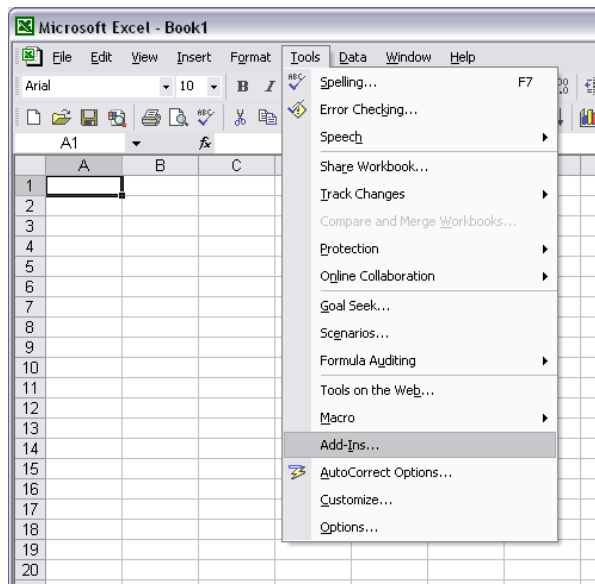 Microsoft Excel - Book1
File Edit View Insert Format Tools Data Window Help
Arial 10 B I
A1 fx
A B C
Spelling... F7
Error Checking...
Speech
Share Workbook...
Track Changes
Compare and Merge Workbooks...
Protection
Online Collaboration
Goal Seek...
Scenarios...
Formula Auditing
Tools on the Web...
Macro
Add-Ins...
AutoCorrect Options...
Customize...
Options...
1
2
3
4
5
6
7
8
9
10
11
12
13
14
15
16
17
18
19
20